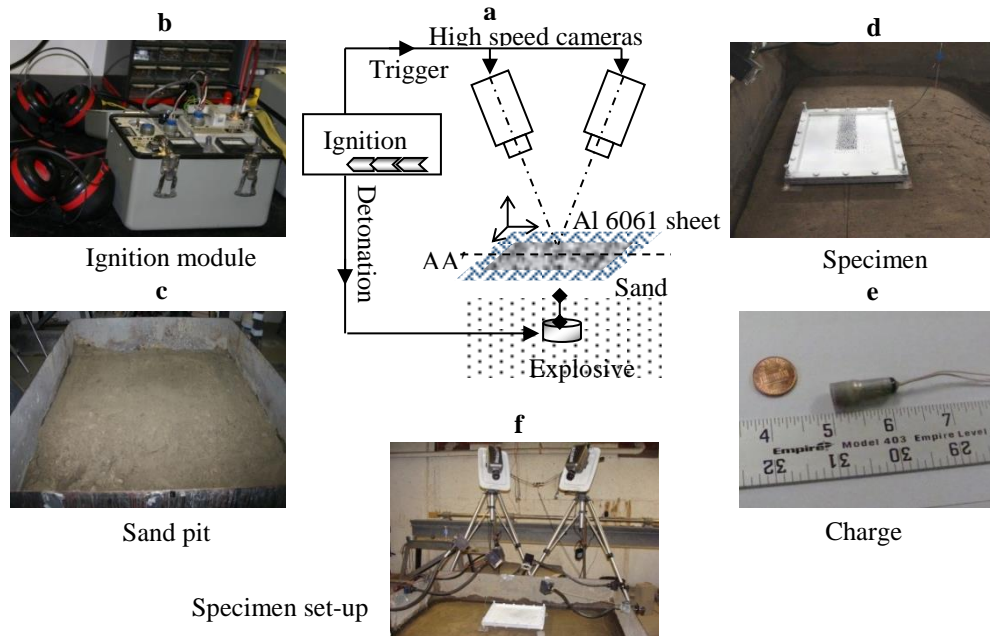 b
a
d
High speed cameras
Trigger
Ignition
Detonation
Al 6061 sheet
AA′
Sand
Explosive
Ignition module
Specimen
c
e
4 5 6 7
Empire Model 403 Empire Level
32 31 30 29
f
Sand pit
Charge
Specimen set-up